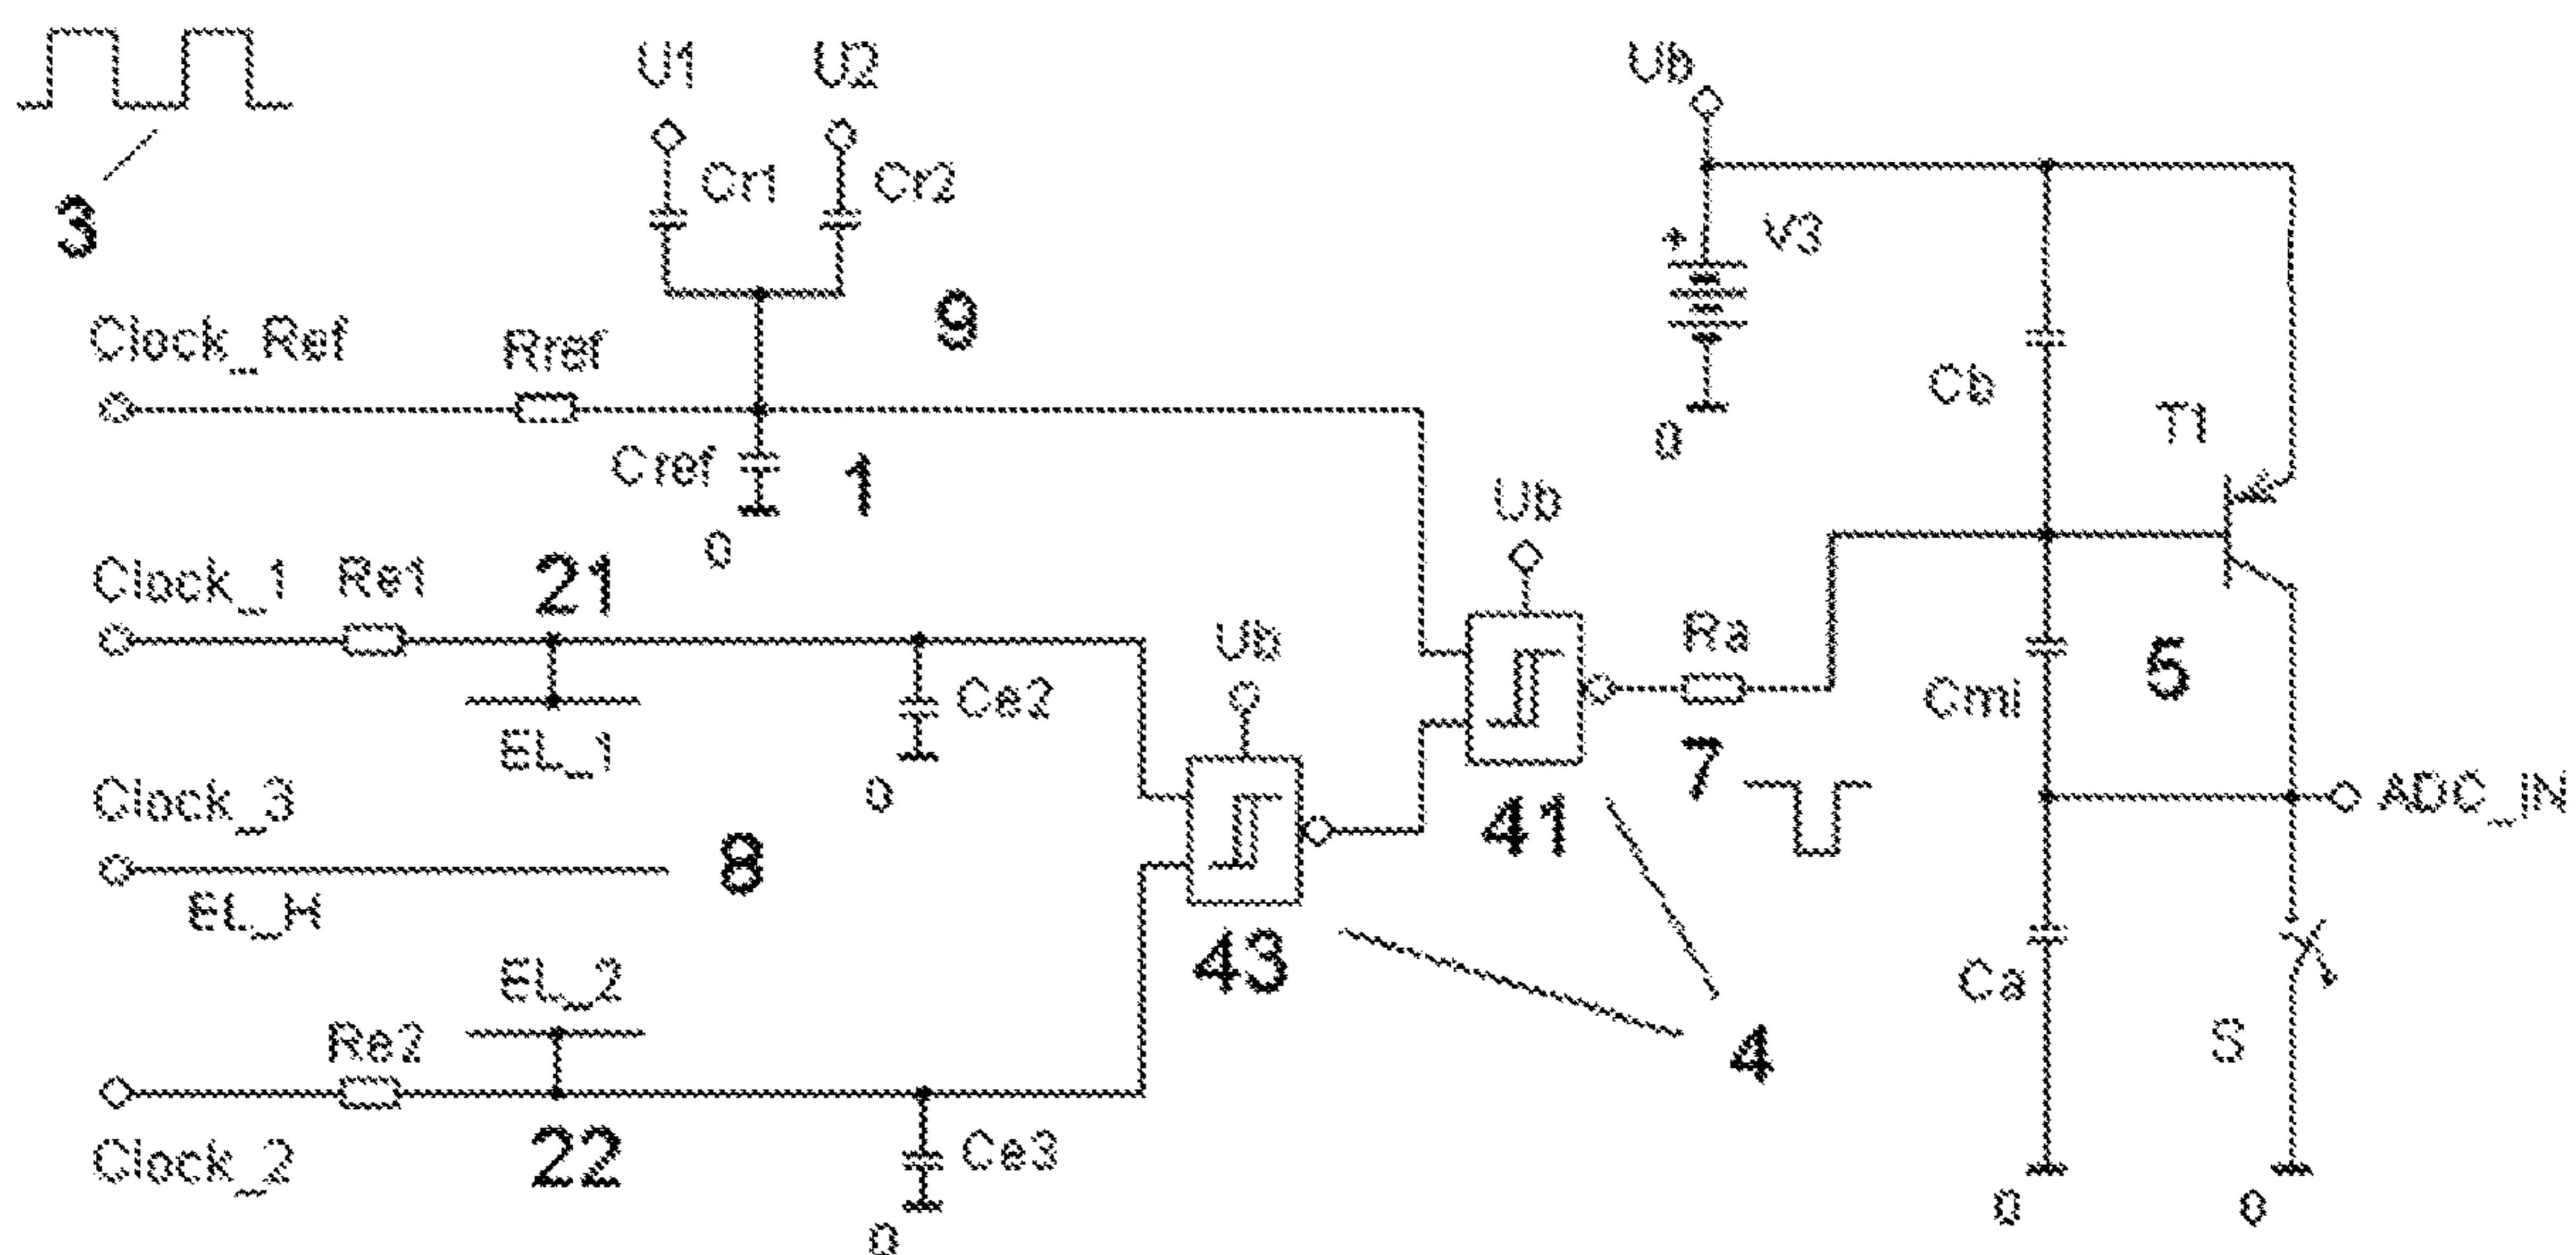 U1
U2
Ub
Cr1
Cr2
3
+
V3
9
Clock_Ref
Rref
Cb
T1
0
Cref
1
Ub
0
Clock_1
Re1
21
Ub
Ra
5
Ce2
Cmi
EL_1
7
Clock_3
0
41
ADC_IN
8
EL_H
43
EL_2
Ca
Re2
4
S
Clock_2
22
Ce3
0
0
0